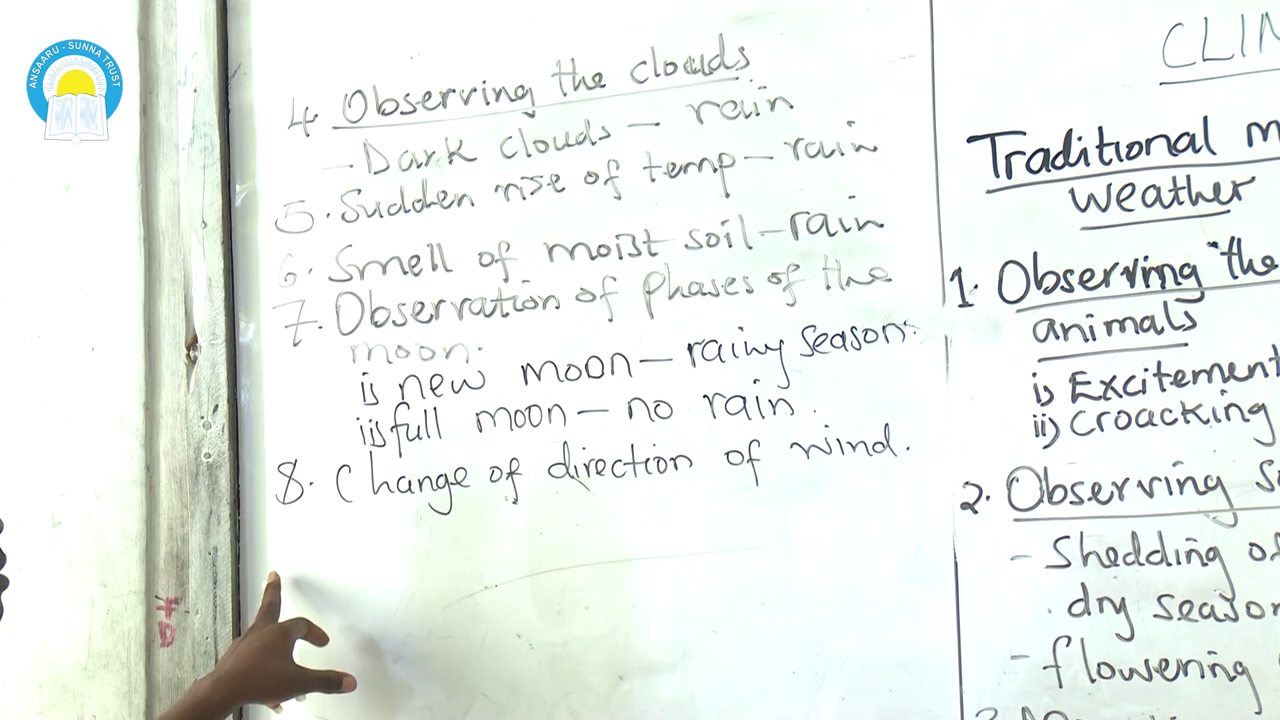 ANSAARU - SUNNA TRUST
4. Observing the clouds
- Dark clouds - rain
5. Sudden rise of temp - rain
6. Smell of moist soil - rain
7. Observation of phases of the
moon.
i) new moon - rainy season.
ii) full moon - no rain.
8. Change of direction of wind.
Traditional
weather
1. Observing the
animals
i) Excitement
ii) Croacking
2. Observing
- Shedding of
dry season
- flowering